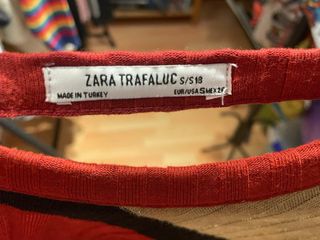 ZARA TRAFALUC S/S18
MADE IN TURKEY
EUR/USA S MEX 26